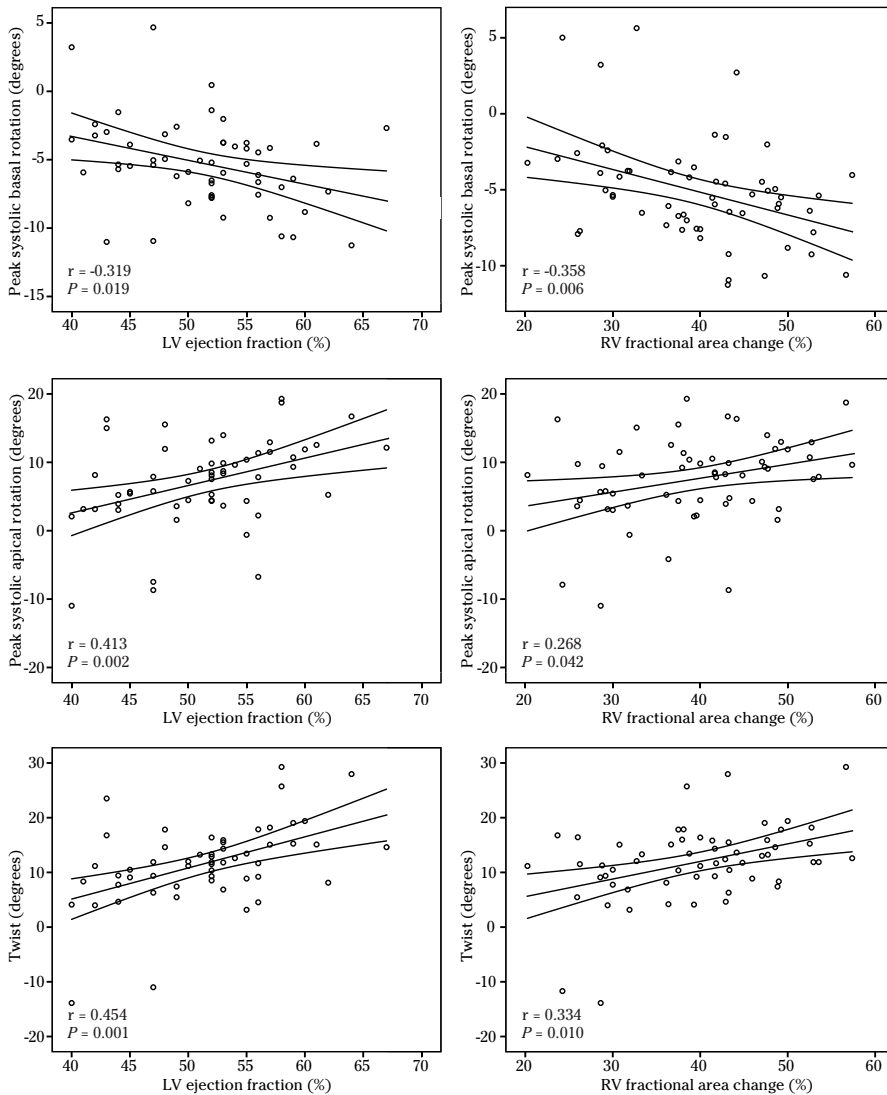 Peak systolic basal rotation (degrees)
5
0
-5
-10
-15
r = -0.319
P = 0.019
40 45 50 55 60 65 70
LV ejection fraction (%)
Peak systolic basal rotation (degrees)
5
0
-5
-10
r = -0.358
P = 0.006
20 30 40 50 60
RV fractional area change (%)
Peak systolic apical rotation (degrees)
20
10
0
-10
-20
r = 0.413
P = 0.002
40 45 50 55 60 65 70
LV ejection fraction (%)
Peak systolic apical rotation (degrees)
20
10
0
-10
-20
r = 0.268
P = 0.042
20 30 40 50 60
RV fractional area change (%)
Twist (degrees)
30
20
10
0
-10
-20
r = 0.454
P = 0.001
40 45 50 55 60 65 70
LV ejection fraction (%)
Twist (degrees)
30
20
10
0
-10
-20
r = 0.334
P = 0.010
20 30 40 50 60
RV fractional area change (%)